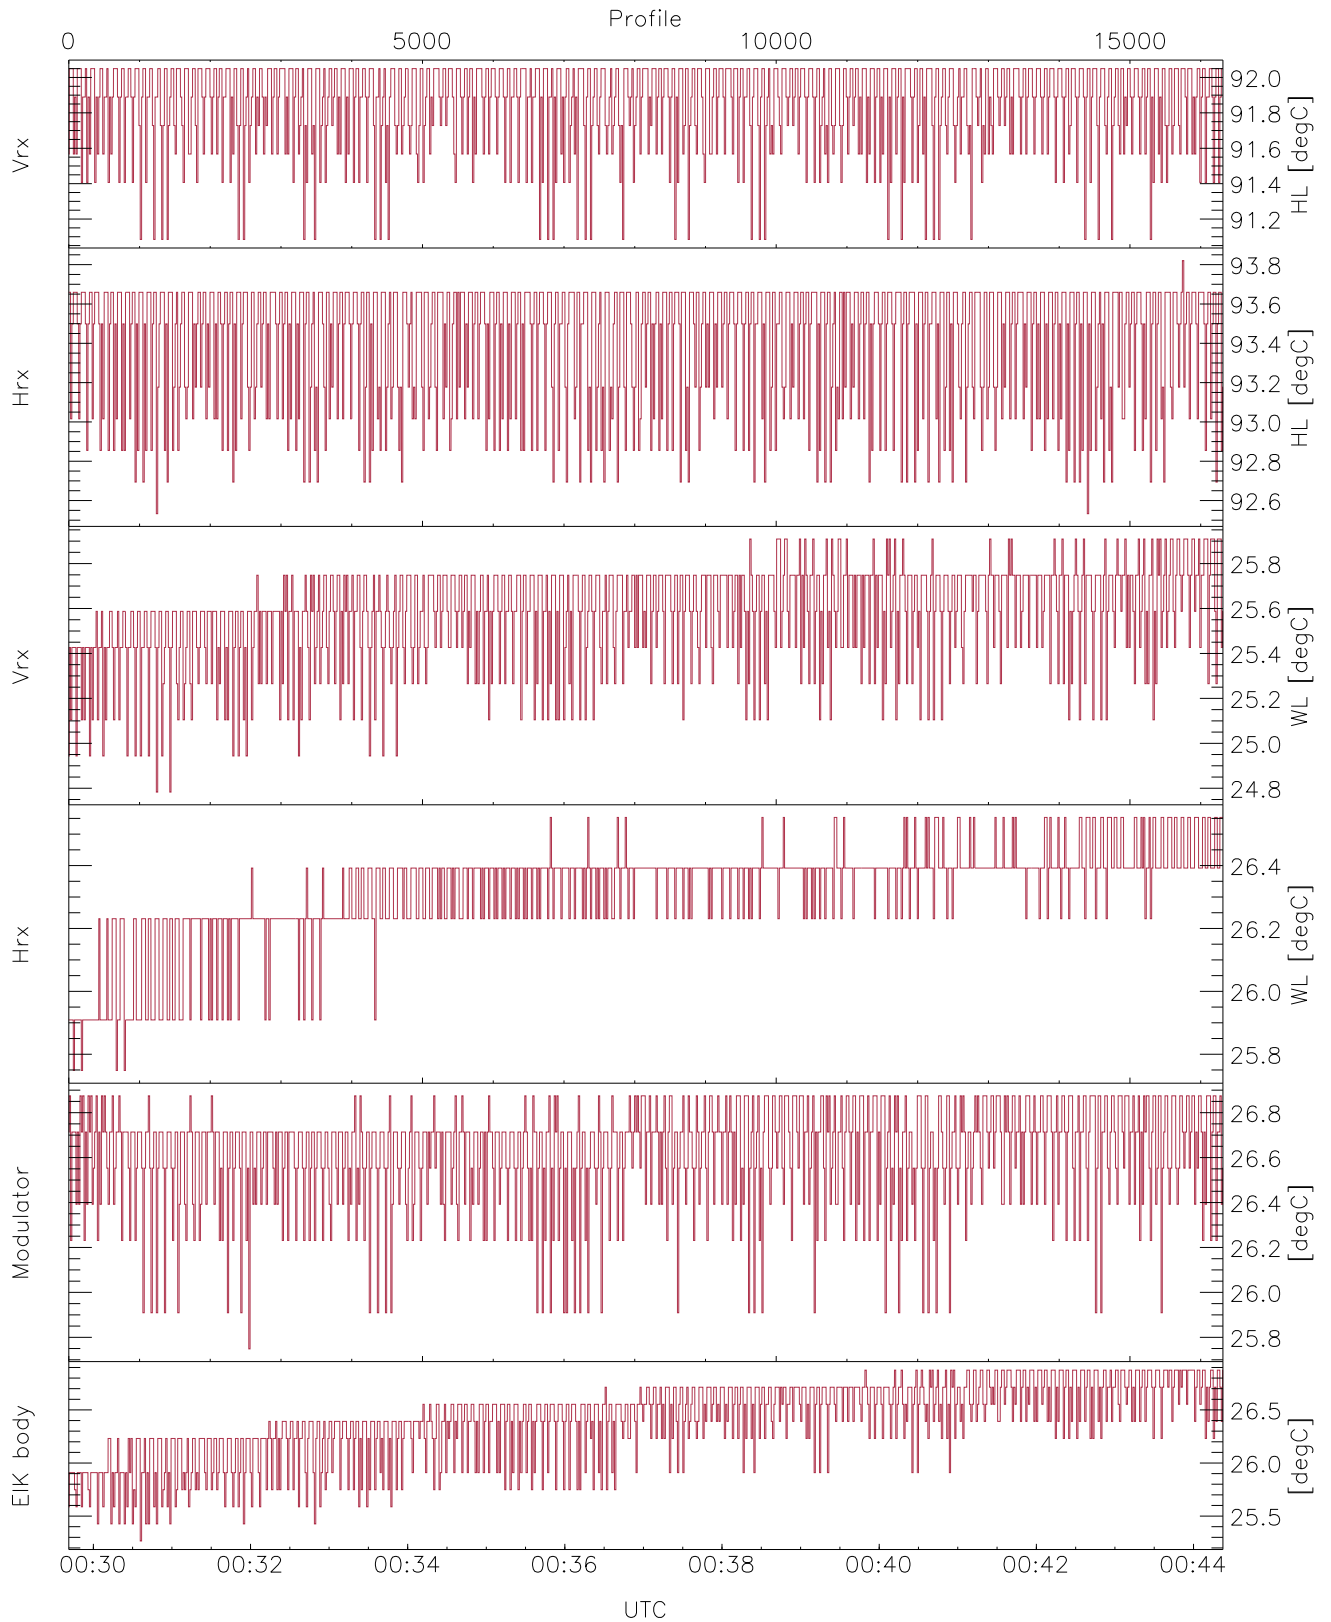 Profile
0 5000 10000 15000
Vrx
92.0
91.8
91.6
91.4
91.2
HL [degC]
Hrx
93.8
93.6
93.4
93.2
93.0
92.8
92.6
HL [degC]
Vrx
25.8
25.6
25.4
25.2
25.0
24.8
WL [degC]
Hrx
26.4
26.2
26.0
25.8
WL [degC]
Modulator
26.8
26.6
26.4
26.2
26.0
25.8
[degC]
EIK body
26.5
26.0
25.5
[degC]
00:30 00:32 00:34 00:36 00:38 00:40 00:42 00:44
UTC